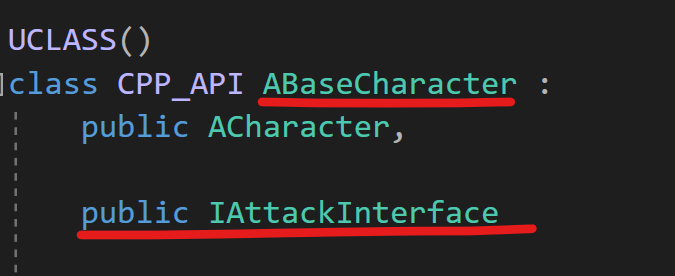 UCLASS()
class CPP_API ABaseCharacter :
public ACharacter,
public IAttackInterface